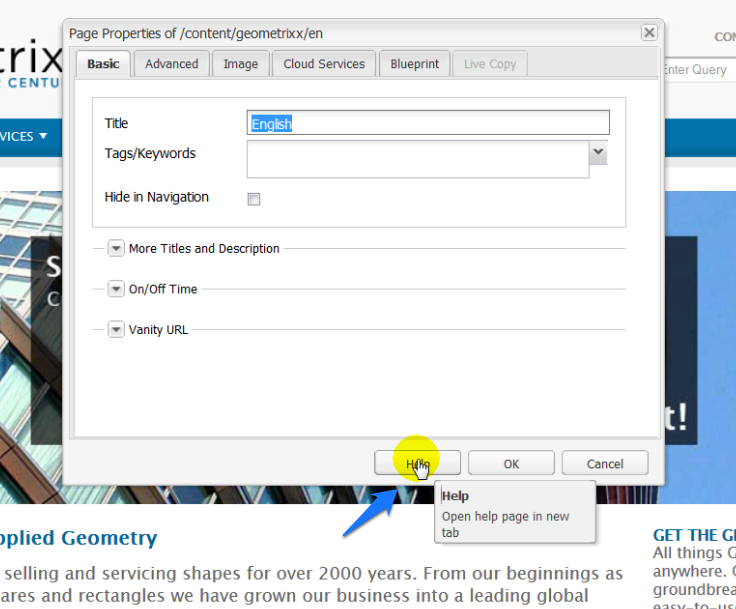 Page Properties of /content/geometrixx/en
trix
CENTU
CON
Enter Query
VICES
Basic
Advanced
Image
Cloud Services
Blueprint
Live Copy
Title
English
Tags/Keywords
Hide in Navigation
More Titles and Description
On/Off Time
Vanity URL
S
C
t!
Help
OK
Cancel
Help
Open help page in new
tab
pplied Geometry
selling and servicing shapes for over 2000 years. From our beginnings as
ares and rectangles we have grown our business into a leading global
GET THE G
All things G
anywhere.
groundbrea
easy-to-use